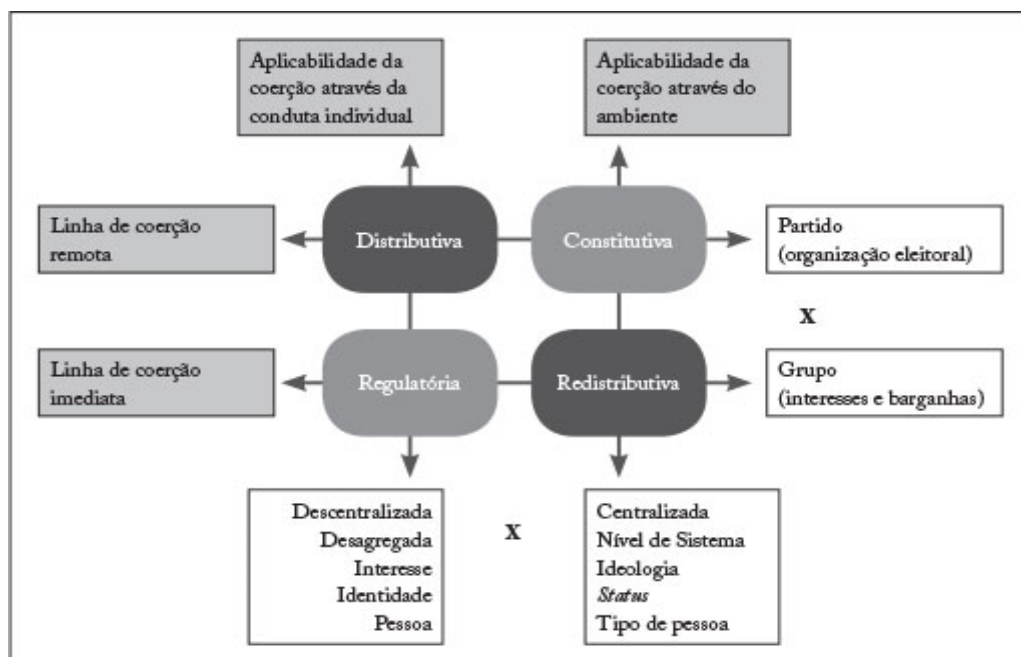 Aplicabilidade da
coerção através da
conduta individual
Aplicabilidade da
coerção através do
ambiente
Linha de coerção
remota
Distributiva
Constitutiva
Partido
(organização eleitoral)
x
Linha de coerção
imediata
Regulatória
Redistributiva
Grupo
(interesses e barganhas)
Descentralizada
Desagregada
Interesse
Identidade
Pessoa
x
Centralizada
Nível de Sistema
Ideologia
Status
Tipo de pessoa